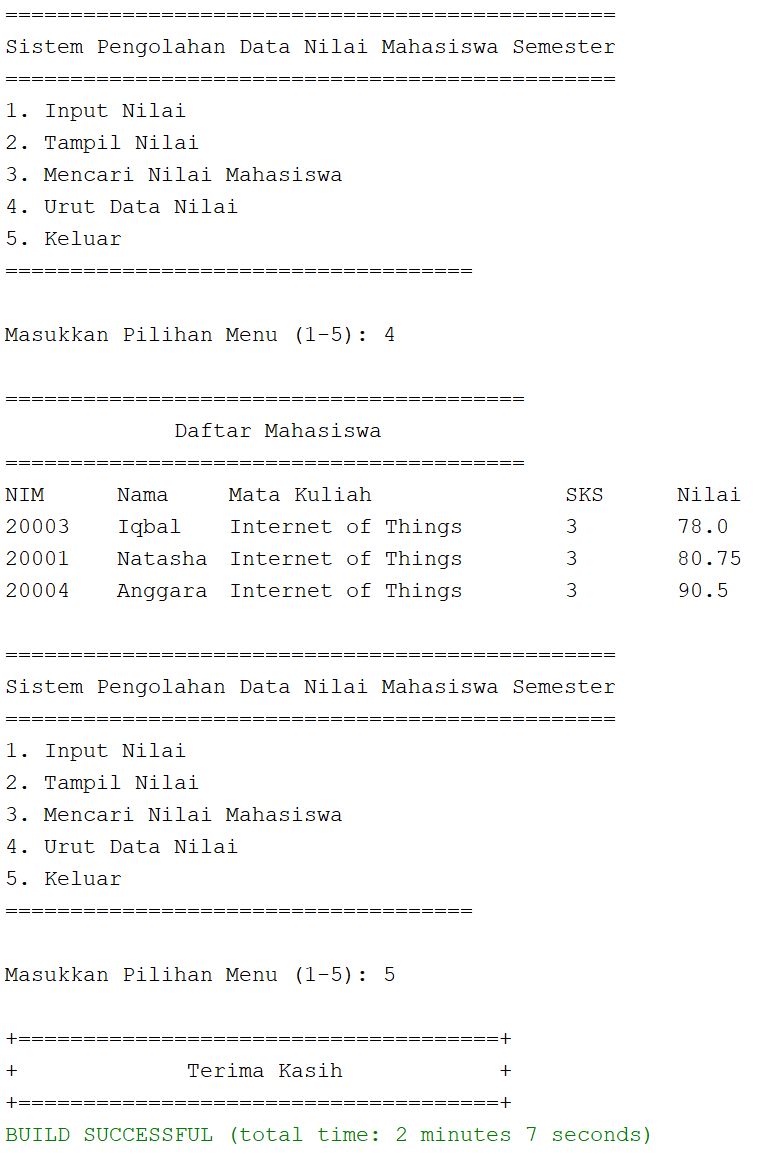 ===============================================
Sistem Pengolahan Data Nilai Mahasiswa Semester
===============================================
1. Input Nilai
2. Tampil Nilai
3. Mencari Nilai Mahasiswa
4. Urut Data Nilai
5. Keluar
====================================

Masukkan Pilihan Menu (1-5): 4

========================================
             Daftar Mahasiswa
========================================
NIM     Nama    Mata Kuliah             SKS     Nilai
20003   Iqbal   Internet of Things      3       78.0
20001   Natasha Internet of Things      3       80.75
20004   Anggara Internet of Things      3       90.5

===============================================
Sistem Pengolahan Data Nilai Mahasiswa Semester
===============================================
1. Input Nilai
2. Tampil Nilai
3. Mencari Nilai Mahasiswa
4. Urut Data Nilai
5. Keluar
====================================

Masukkan Pilihan Menu (1-5): 5

+=====================================+
+             Terima Kasih            +
+=====================================+
BUILD SUCCESSFUL (total time: 2 minutes 7 seconds)